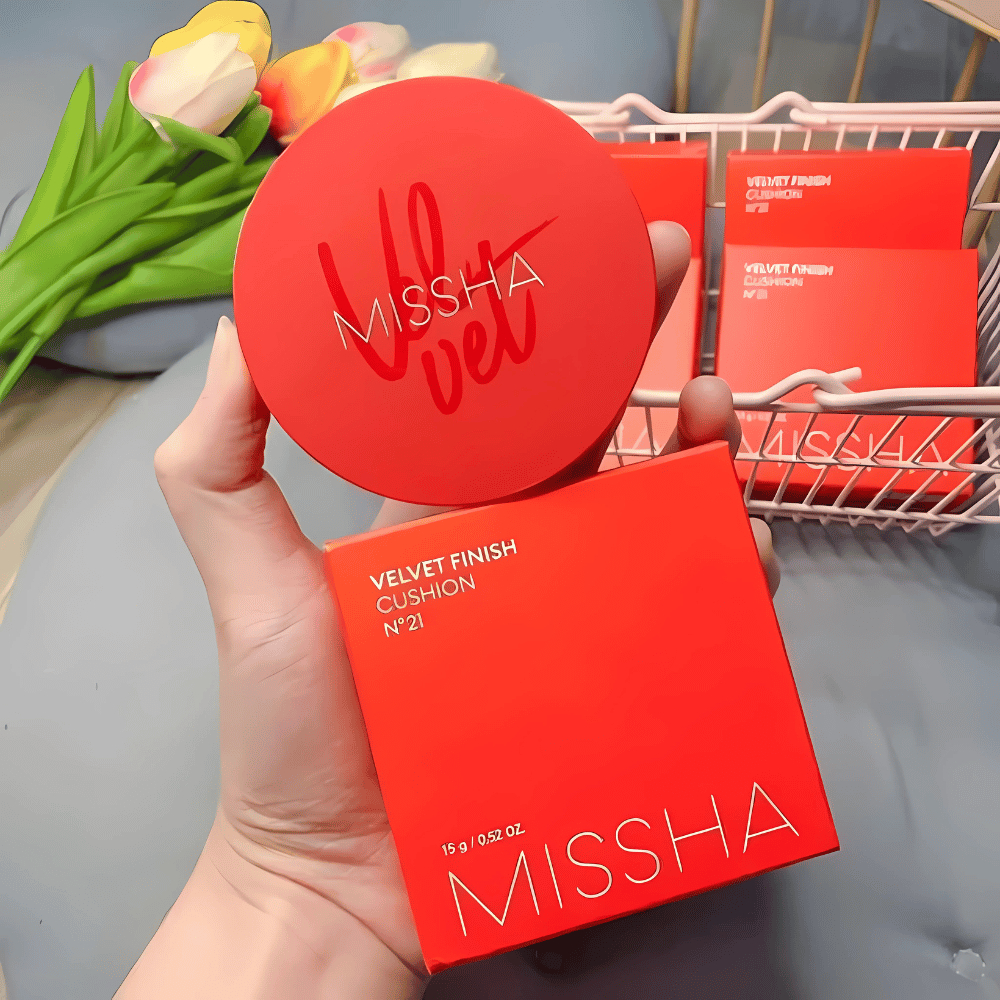 Velvet
MISSHA
VELVET FINISH
CUSHION
N°21
15 g / 0.52 OZ.
MISSHA
VELVET FINISH
CUSHION
VELVET FINISH
CUSHION
MISSHA